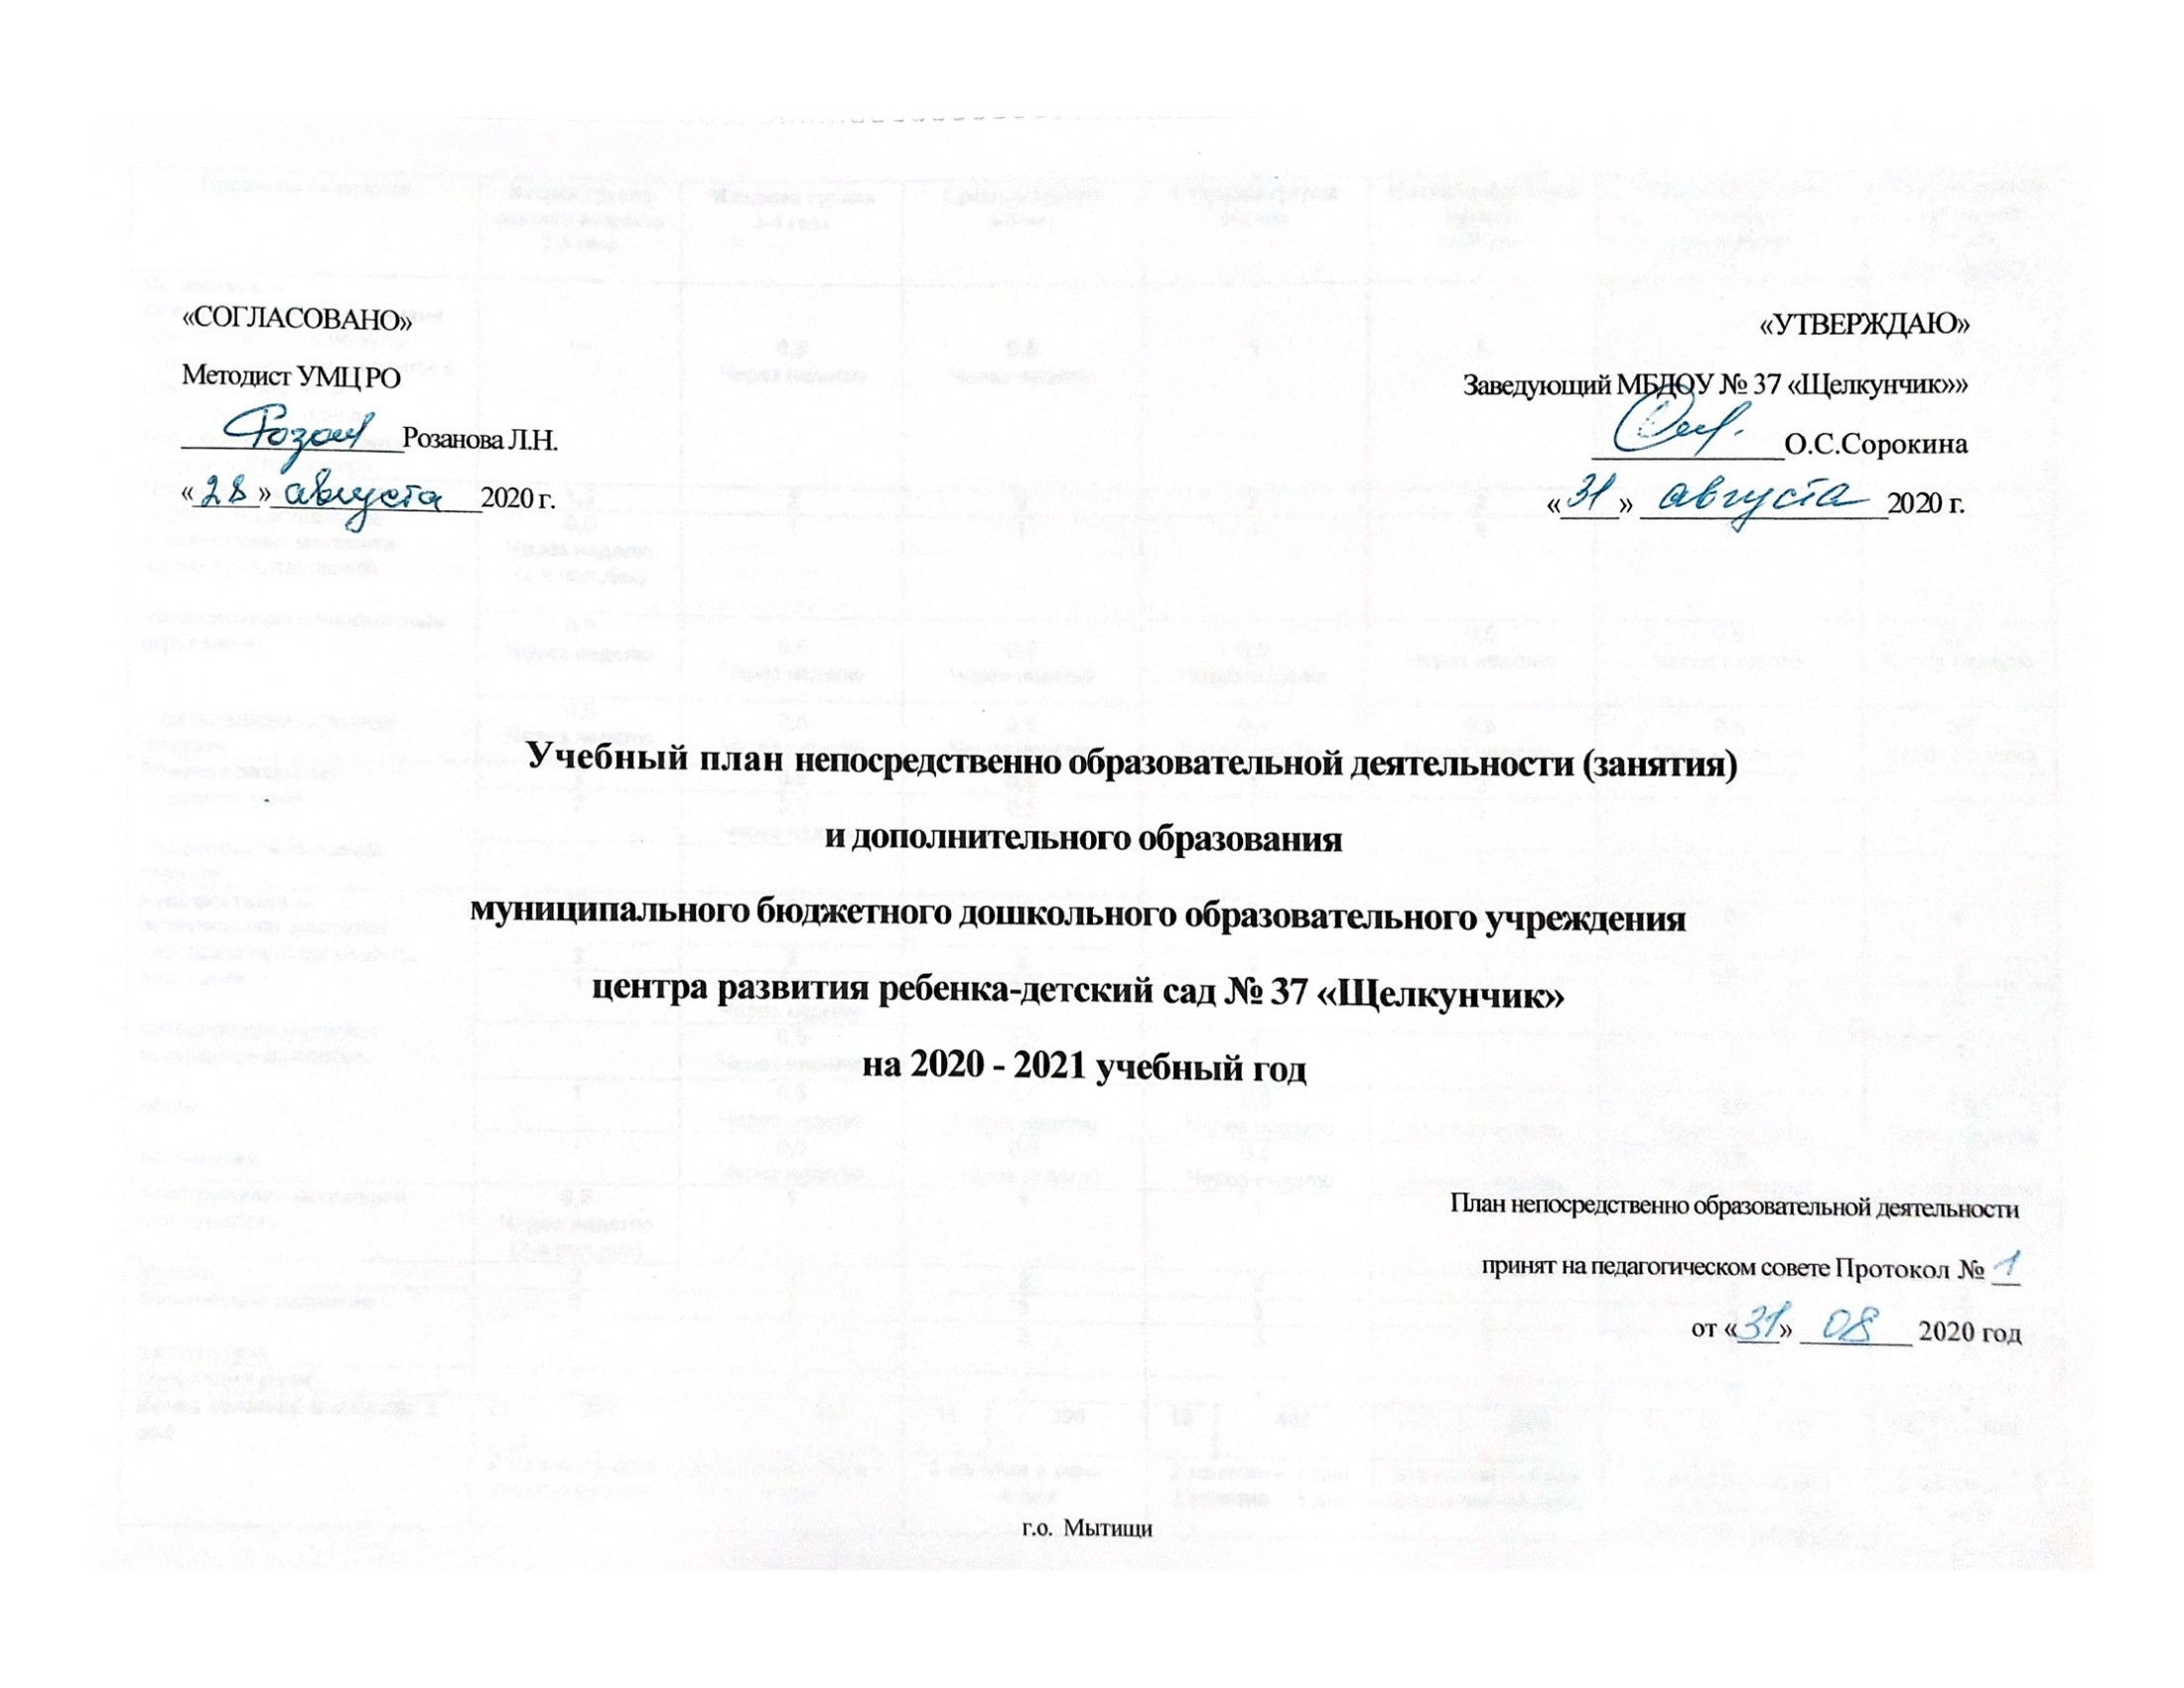 «СОГЛАСОВАНО»
Методист УМЦ РО
Розанова Л.Н.
«28» августа 2020 г.
«УТВЕРЖДАЮ»
Заведующий МБДОУ № 37 «Щелкунчик»»
О.С.Сорокина
«31» августа 2020 г.
Учебный план непосредственно образовательной деятельности (занятия)
и дополнительного образования
муниципального бюджетного дошкольного образовательного учреждения
центра развития ребенка-детский сад № 37 «Щелкунчик»
на 2020 - 2021 учебный год
План непосредственно образовательной деятельности
принят на педагогическом совете Протокол № 1
от «31» 08 2020 год
г.о. Мытищи